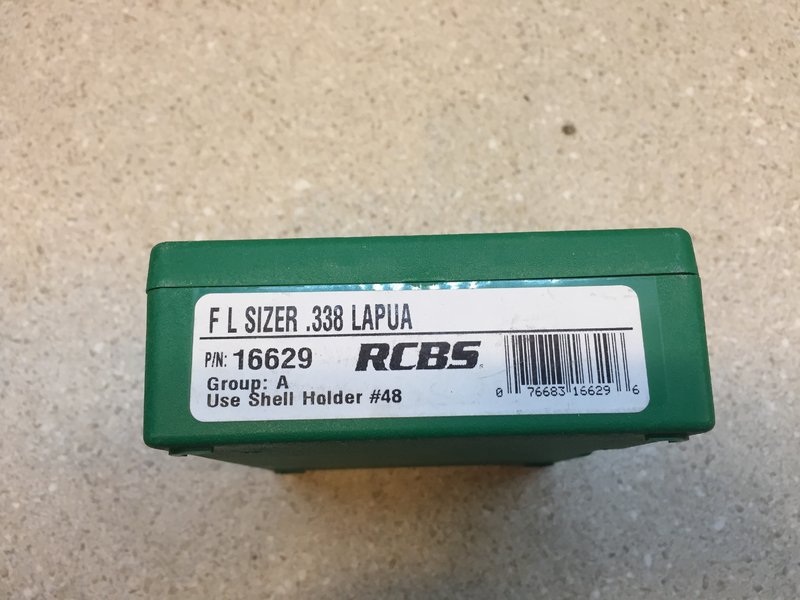 F L SIZER .338 LAPUA
P/N: 16629
RCBS
Group: A
Use Shell Holder #48
0 76683 16629 6